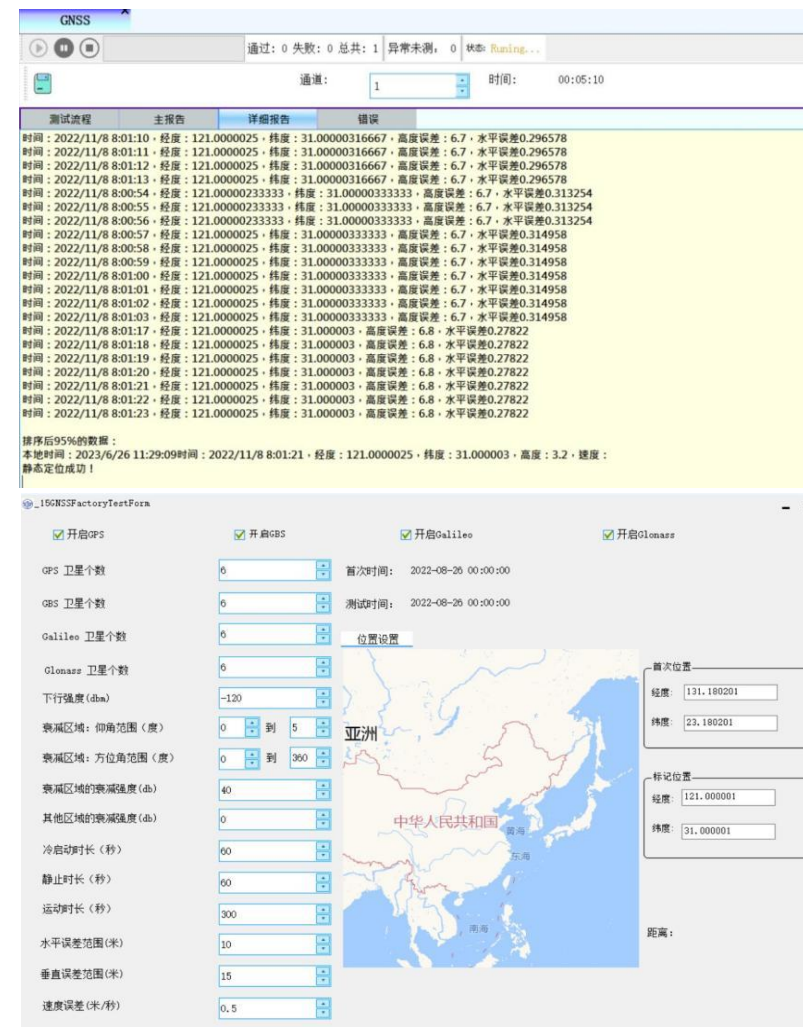 GNSS
通过: 0 失败: 0 总共: 1 异常未测, 0 状态: Runing...
通道: 1 时间: 00:05:10
测试流程 主报告 详细报告 错误
时间:2022/11/8 8:01:10,经度:121.0000025,纬度:31.00000316667,高度误差:6.7,水平误差0.296578
时间:2022/11/8 8:01:11,经度:121.0000025,纬度:31.00000316667,高度误差:6.7,水平误差0.296578
时间:2022/11/8 8:01:12,经度:121.0000025,纬度:31.00000316667,高度误差:6.7,水平误差0.296578
时间:2022/11/8 8:01:13,经度:121.0000025,纬度:31.00000316667,高度误差:6.7,水平误差0.296578
时间:2022/11/8 8:00:54,经度:121.00000233333,纬度:31.00000333333,高度误差:6.7,水平误差0.313254
时间:2022/11/8 8:00:55,经度:121.00000233333,纬度:31.00000333333,高度误差:6.7,水平误差0.313254
时间:2022/11/8 8:00:56,经度:121.00000233333,纬度:31.00000333333,高度误差:6.7,水平误差0.313254
时间:2022/11/8 8:00:57,经度:121.0000025,纬度:31.00000333333,高度误差:6.7,水平误差0.314958
时间:2022/11/8 8:00:58,经度:121.0000025,纬度:31.00000333333,高度误差:6.7,水平误差0.314958
时间:2022/11/8 8:00:59,经度:121.0000025,纬度:31.00000333333,高度误差:6.7,水平误差0.314958
时间:2022/11/8 8:01:00,经度:121.0000025,纬度:31.00000333333,高度误差:6.7,水平误差0.314958
时间:2022/11/8 8:01:01,经度:121.0000025,纬度:31.00000333333,高度误差:6.7,水平误差0.314958
时间:2022/11/8 8:01:02,经度:121.0000025,纬度:31.00000333333,高度误差:6.7,水平误差0.314958
时间:2022/11/8 8:01:03,经度:121.0000025,纬度:31.00000333333,高度误差:6.7,水平误差0.314958
时间:2022/11/8 8:01:17,经度:121.0000025,纬度:31.000003,高度误差:6.8,水平误差0.27822
时间:2022/11/8 8:01:18,经度:121.0000025,纬度:31.000003,高度误差:6.8,水平误差0.27822
时间:2022/11/8 8:01:19,经度:121.0000025,纬度:31.000003,高度误差:6.8,水平误差0.27822
时间:2022/11/8 8:01:20,经度:121.0000025,纬度:31.000003,高度误差:6.8,水平误差0.27822
时间:2022/11/8 8:01:21,经度:121.0000025,纬度:31.000003,高度误差:6.8,水平误差0.27822
时间:2022/11/8 8:01:22,经度:121.0000025,纬度:31.000003,高度误差:6.8,水平误差0.27822
时间:2022/11/8 8:01:23,经度:121.0000025,纬度:31.000003,高度误差:6.8,水平误差0.27822
排序后95%的数据:
本地时间:2023/6/26 11:29:09时间:2022/11/8 8:01:21,经度:121.0000025,纬度:31.000003,高度:3.2,速度:
静态定位成功!
_15GNSSFactoryTestForm
开启GPS 开启GBS 开启Galileo 开启Glonass
GPS 卫星个数 6 首次时间: 2022-08-26 00:00:00
GBS 卫星个数 6 测试时间: 2022-08-26 00:00:00
Galileo 卫星个数 6 位置设置
Glonass 卫星个数 6
下行强度(dbm) -120
衰减区域: 仰角范围(度) 0 到 5
衰减区域: 方位角范围(度) 0 到 360
衰减区域的衰减强度(db) 40
其他区域的衰减强度(db) 0
冷启动时长(秒) 60
静止时长(秒) 60
运动时长(秒) 300
水平误差范围(米) 10
垂直误差范围(米) 15
速度误差(米/秒) 0.5
亚洲
中华人民共和国
黄海
东海
南海
首次位置
经度: 131.180201
纬度: 23.180201
标记位置
经度: 121.000001
纬度: 31.000001
距离: